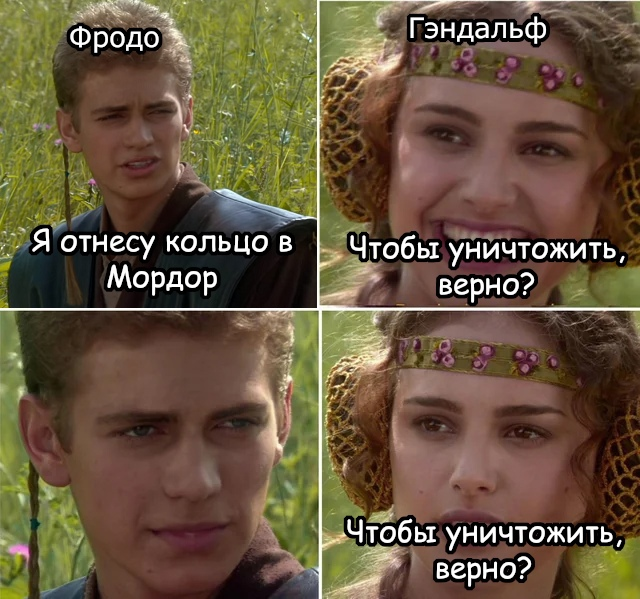 Фродо
Гэндальф
Я отнесу кольцо в
Мордор
Чтобы уничтожить,
верно?
Чтобы уничтожить,
верно?